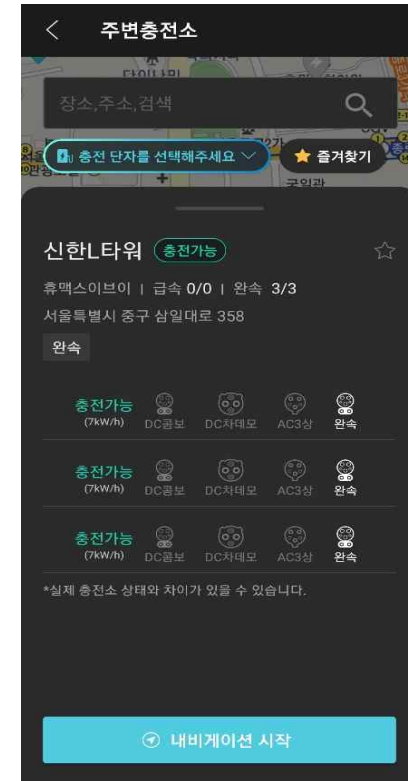 주변충전소
장소,주소,검색
충전 단자를 선택해주세요
즐겨찾기
국일관
신한L타워 충전가능
휴맥스이브이 | 급속 0/0 | 완속 3/3
서울특별시 중구 삼일대로 358
완속
충전가능
(7kW/h) DC콤보 DC차데모 AC3상 완속
충전가능
(7kW/h) DC콤보 DC차데모 AC3상 완속
충전가능
(7kW/h) DC콤보 DC차데모 AC3상 완속
*실제 충전소 상태와 차이가 있을 수 있습니다.
내비게이션 시작